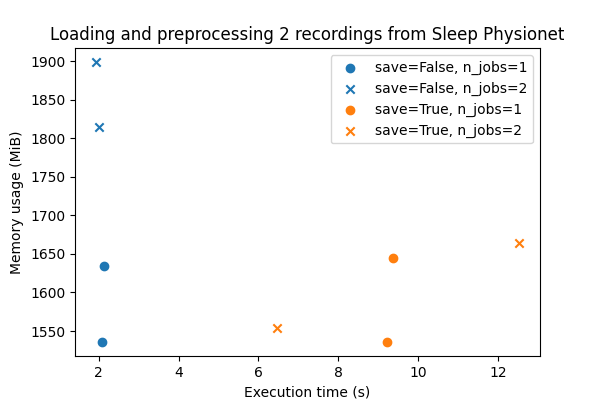 Loading and preprocessing 2 recordings from Sleep Physionet
save=False, n_jobs=1
save=False, n_jobs=2
save=True, n_jobs=1
save=True, n_jobs=2
Memory usage (MiB)
1900
1850
1800
1750
1700
1650
1600
1550
2 4 6 8 10 12
Execution time (s)